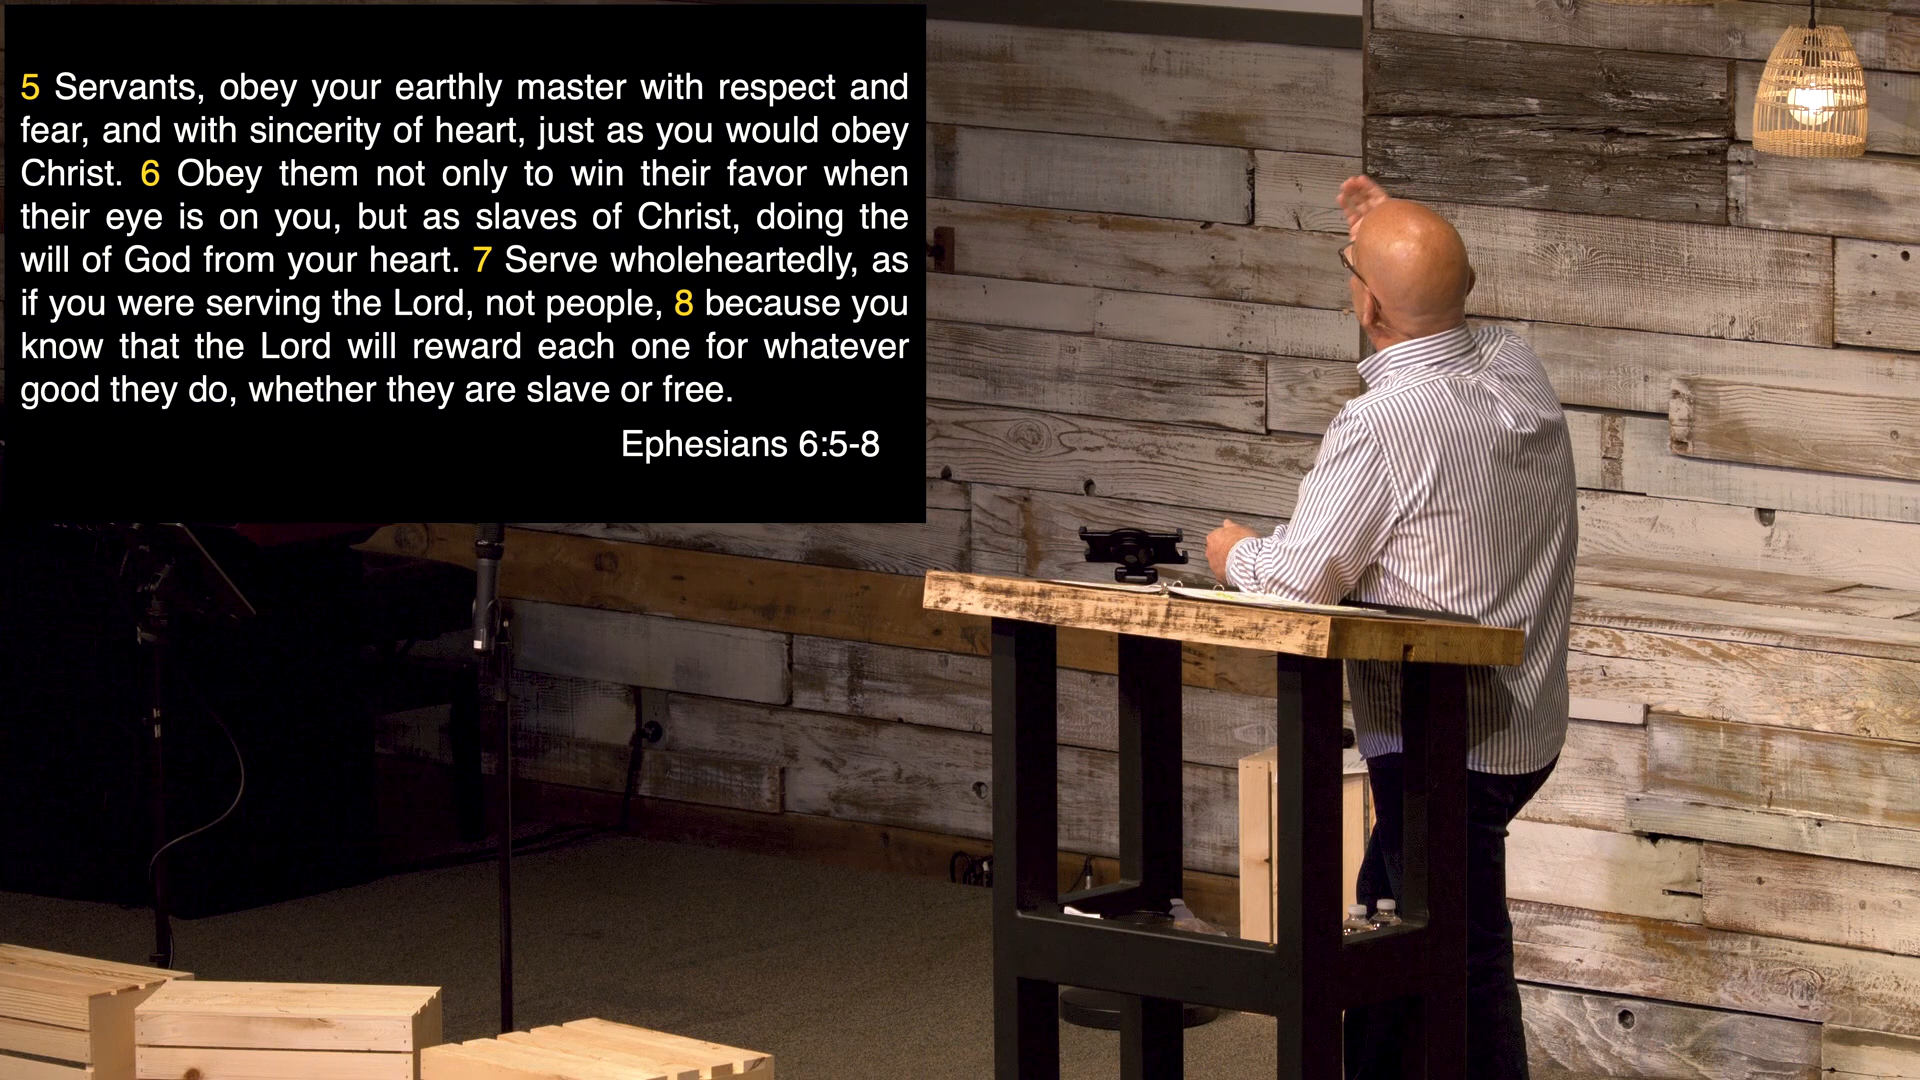 5 Servants, obey your earthly master with respect and
fear, and with sincerity of heart, just as you would obey
Christ. 6 Obey them not only to win their favor when
their eye is on you, but as slaves of Christ, doing the
will of God from your heart. 7 Serve wholeheartedly, as
if you were serving the Lord, not people, 8 because you
know that the Lord will reward each one for whatever
good they do, whether they are slave or free.
Ephesians 6:5-8